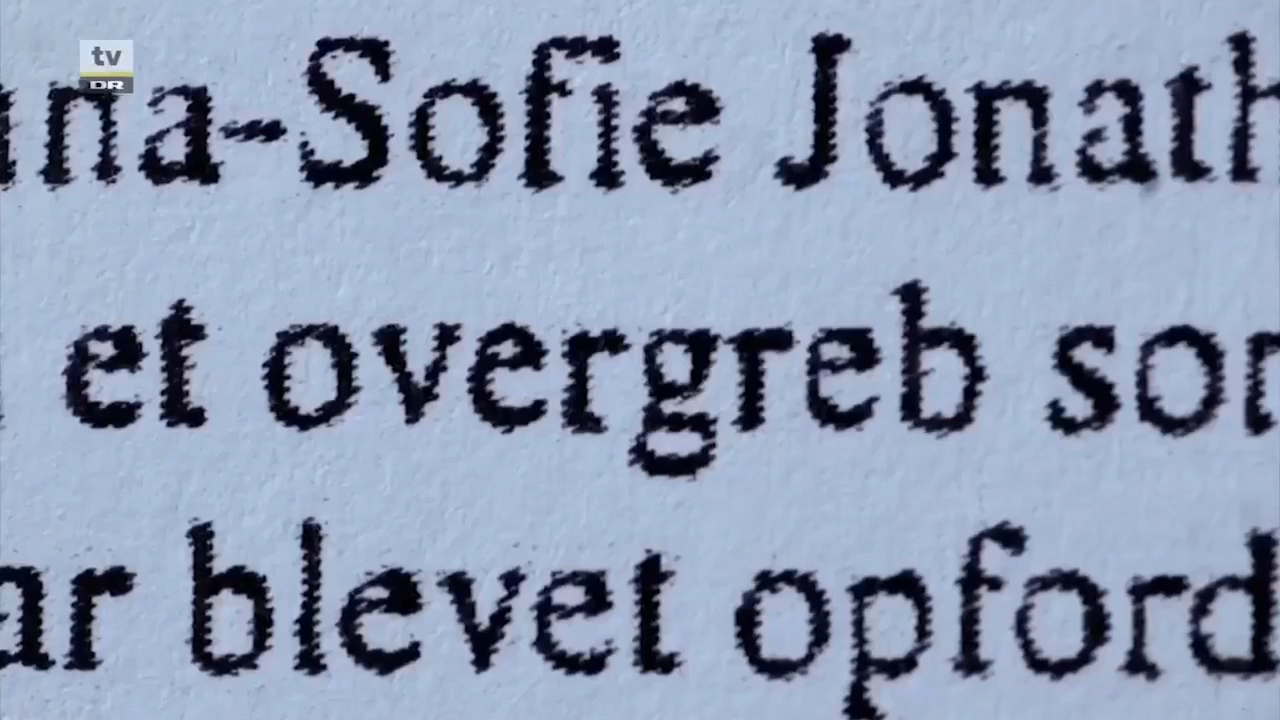 tv
DR
na-Sofie Jonath
et overgreb som
ar blevet opford